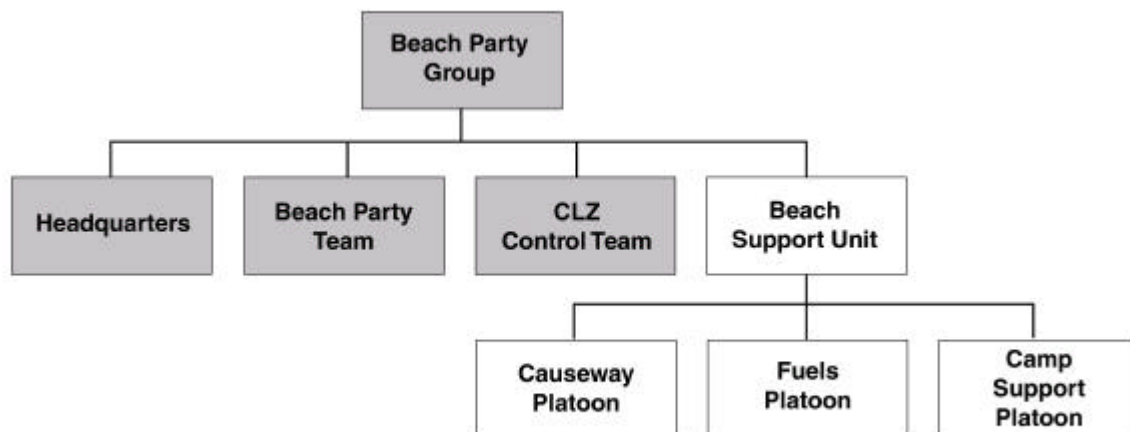 Beach Party
Group
Headquarters
Beach Party
Team
CLZ
Control Team
Beach
Support Unit
Causeway
Platoon
Fuels
Platoon
Camp
Support
Platoon